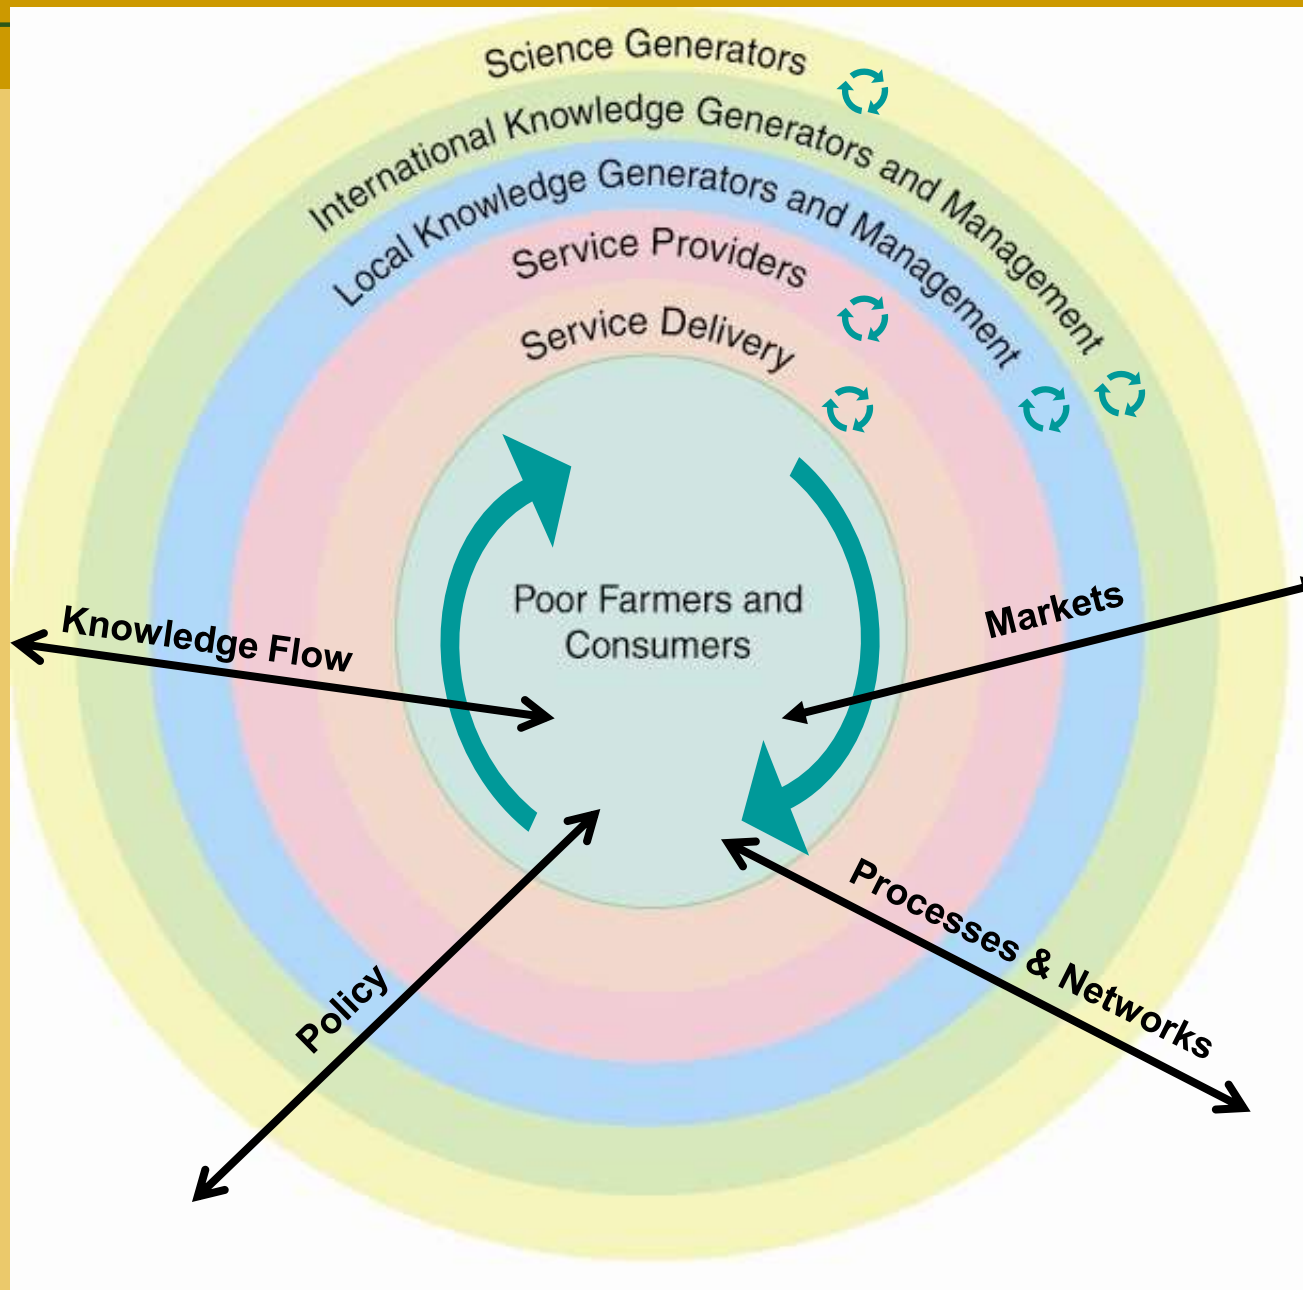 Science Generators
International Knowledge Generators and Management
Local Knowledge Generators and Management
Service Providers
Service Delivery
Poor Farmers and
Consumers
Knowledge Flow
Markets
Processes & Networks
Policy